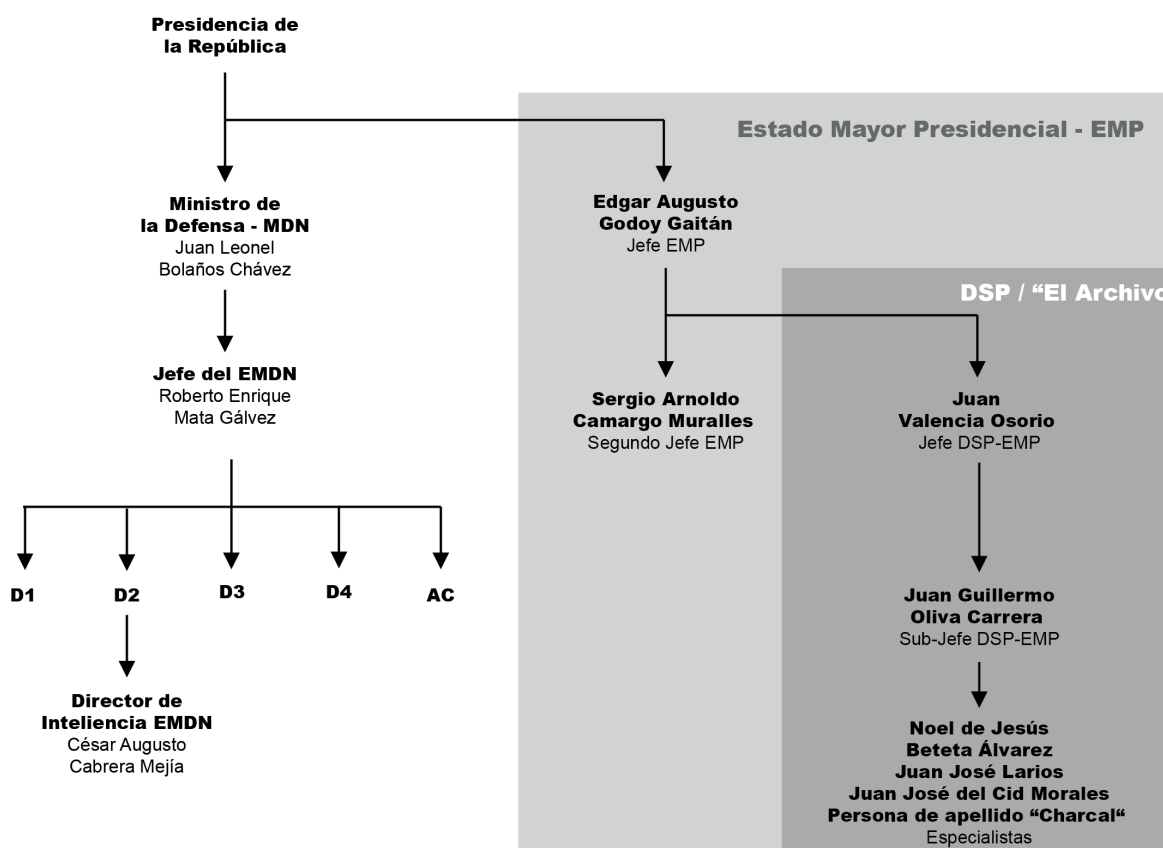 Presidencia de
la República
Estado Mayor Presidencial - EMP
Ministro de
la Defensa - MDN
Juan Leonel
Bolaños Chávez
Edgar Augusto
Godoy Gaitán
Jefe EMP
DSP / “El Archivo
Jefe del EMDN
Roberto Enrique
Mata Gálvez
Sergio Arnoldo
Camargo Muralles
Segundo Jefe EMP
Juan
Valencia Osorio
Jefe DSP-EMP
D1
D2
D3
D4
AC
Juan Guillermo
Oliva Carrera
Sub-Jefe DSP-EMP
Director de
Inteliencia EMDN
César Augusto
Cabrera Mejía
Noel de Jesús
Beteta Álvarez
Juan José Larios
Juan José del Cid Morales
Persona de apellido “Charcal“
Especialistas